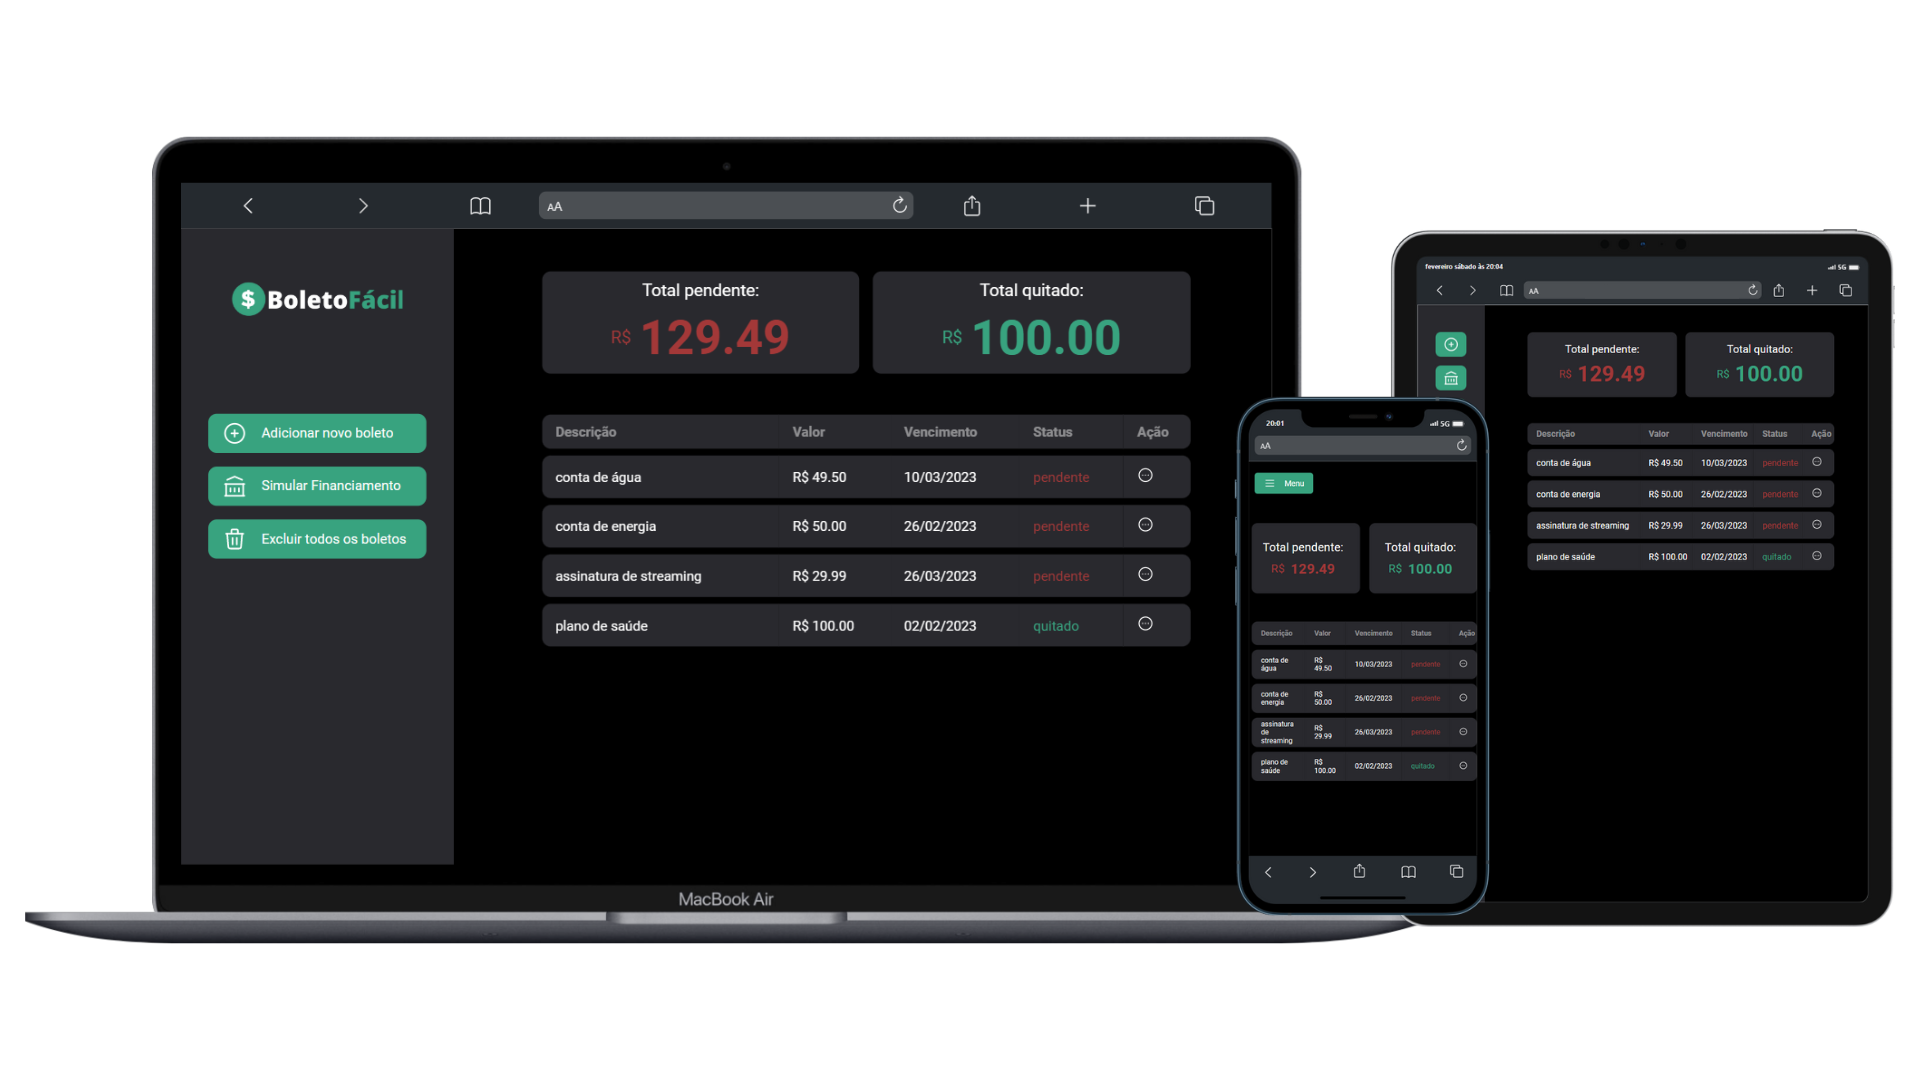 AA
$ BoletoFácil
Adicionar novo boleto
Simular Financiamento
Excluir todos os boletos
Total pendente:
R$ 129.49
Total quitado:
R$ 100.00
Descrição Valor Vencimento Status Ação
conta de água R$ 49.50 10/03/2023 pendente
conta de energia R$ 50.00 26/02/2023 pendente
assinatura de streaming R$ 29.99 26/03/2023 pendente
plano de saúde R$ 100.00 02/02/2023 quitado
MacBook Air
20:01 5G
AA
Menu
Total pendente:
R$ 129.49
Total quitado:
R$ 100.00
Descrição Valor Vencimento Status Ação
conta de
água
R$
49.50
10/03/2023 pendente
conta de
energia
R$
50.00
26/02/2023 pendente
assinatura
de
streaming
R$
29.99
26/03/2023 pendente
plano de
saúde
R$
100.00
02/02/2023 quitado
fevereiro sábado às 20:04 5G
AA
Total pendente:
R$ 129.49
Total quitado:
R$ 100.00
Descrição Valor Vencimento Status Ação
conta de água R$ 49.50 10/03/2023 pendente
conta de energia R$ 50.00 26/02/2023 pendente
assinatura de streaming R$ 29.99 26/03/2023 pendente
plano de saúde R$ 100.00 02/02/2023 quitado